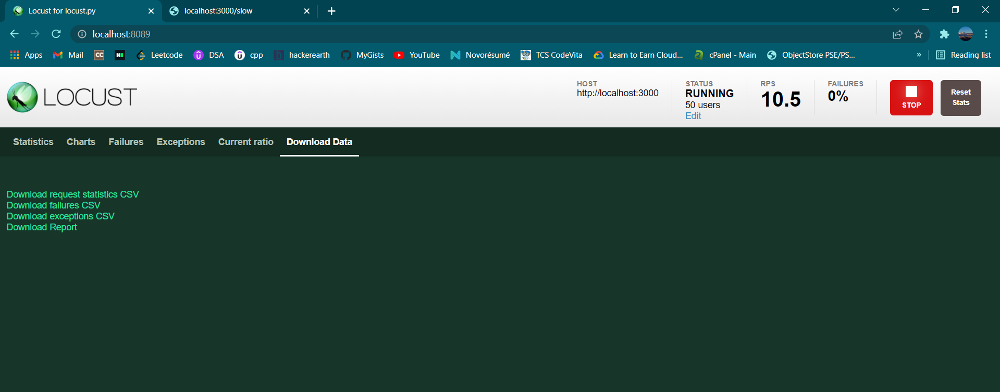 Locust for locust.py
localhost:3000/slow
localhost:8089
Apps Mail CC H Leetcode DSA cpp h hackerearth MyGists YouTube Novorésumé TCS CodeVita Learn to Earn Cloud... cPanel - Main ObjectStore PSE/PS... » Reading list
LOCUST
HOST
http://localhost:3000
STATUS
RUNNING
50 users
Edit
RPS
10.5
FAILURES
0%
STOP
Reset
Stats
Statistics Charts Failures Exceptions Current ratio Download Data
Download request statistics CSV
Download failures CSV
Download exceptions CSV
Download Report